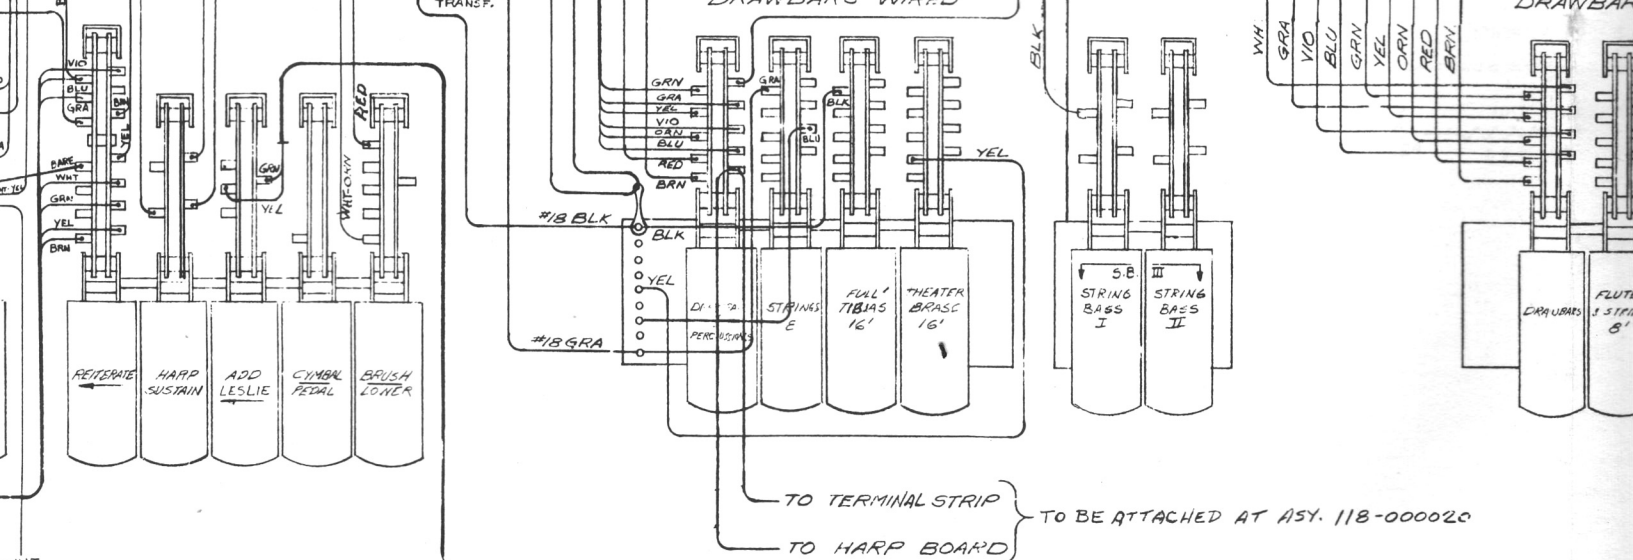 TRANSF.
DRAWBARS WIRED
DRAWBAR
WH
GRA
VIO
BLU
GRN
YEL
ORN
RED
BRN
BLK
VIO
BLU
GRA
BRN
YEL
BARE
WHT
GRN
YEL
BRN
RED
WHT-ORN
GRN
YEL
GRN
GRA
YEL
VIO
ORN
BLU
RED
BRN
GRA
BLK
BLU
YEL
#18 BLK
BLK
YEL
#18 GRA
REITERATE
HARP
SUSTAIN
ADD
LESLIE
CYMBAL
PEDAL
BRUSH
PERCUSSIONS
STRINGS
FULL
TIBIAS
16'
THEATER
BRASS
16'
S.B. III
STRING
BASS
I
STRING
BASS
III
DRAWBARS
FLUTE
8'
TO TERMINAL STRIP
TO HARP BOARD
TO BE ATTACHED AT ASY. 118-000020